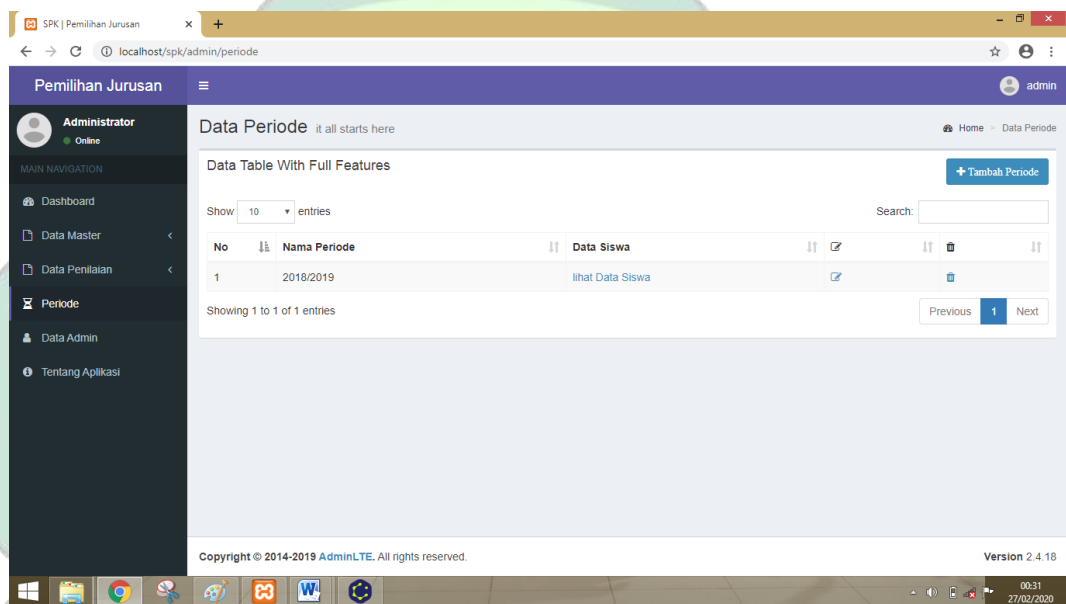 SPK | Pemilihan Jurusan
localhost/spk/admin/periode
Pemilihan Jurusan
admin
Administrator
Online
Data Periode it all starts here
Home > Data Periode
MAIN NAVIGATION
Dashboard
Data Master
Data Penilaian
Periode
Data Admin
Tentang Aplikasi
Data Table With Full Features
Tambah Periode
Show 10 entries
Search:
No Nama Periode Data Siswa
1 2018/2019 lihat Data Siswa
Showing 1 to 1 of 1 entries
Previous 1 Next
Copyright © 2014-2019 AdminLTE. All rights reserved.
Version 2.4.18
00:31
27/02/2020